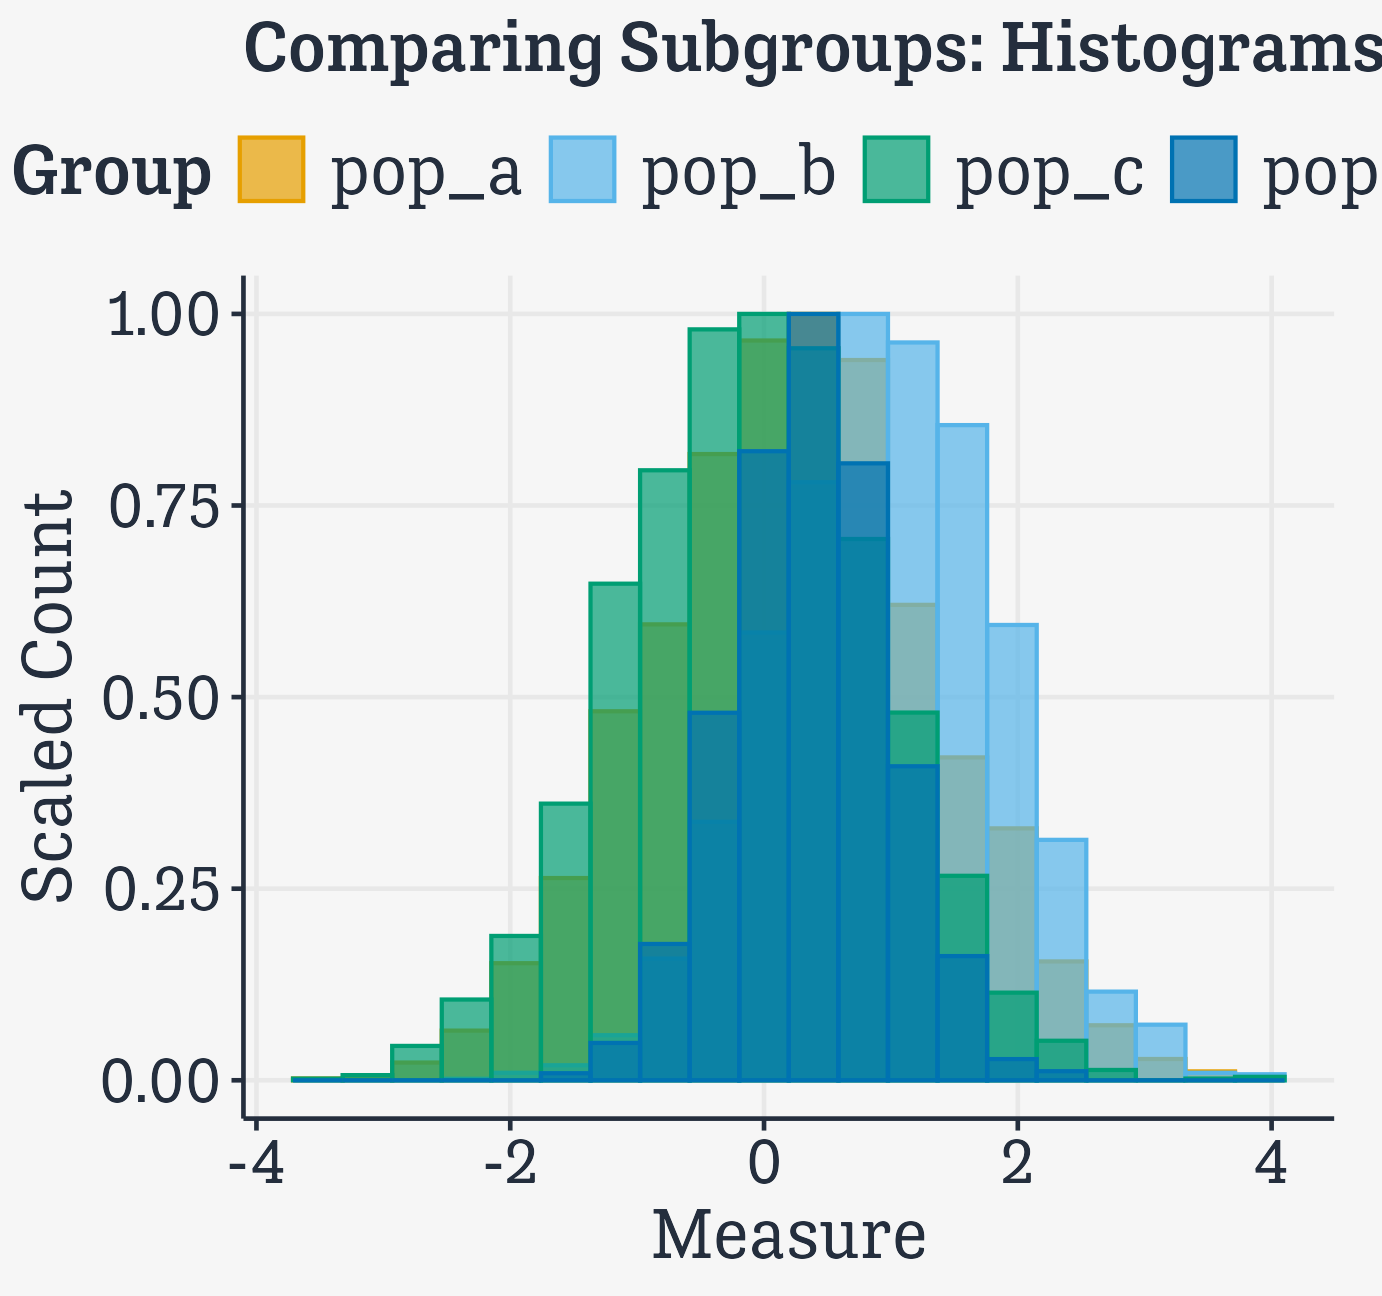 Comparing Subgroups: Histograms
Group pop_a pop_b pop_c pop
1.00
0.75
0.50
0.25
0.00
Scaled Count
-4 -2 0 2 4
Measure